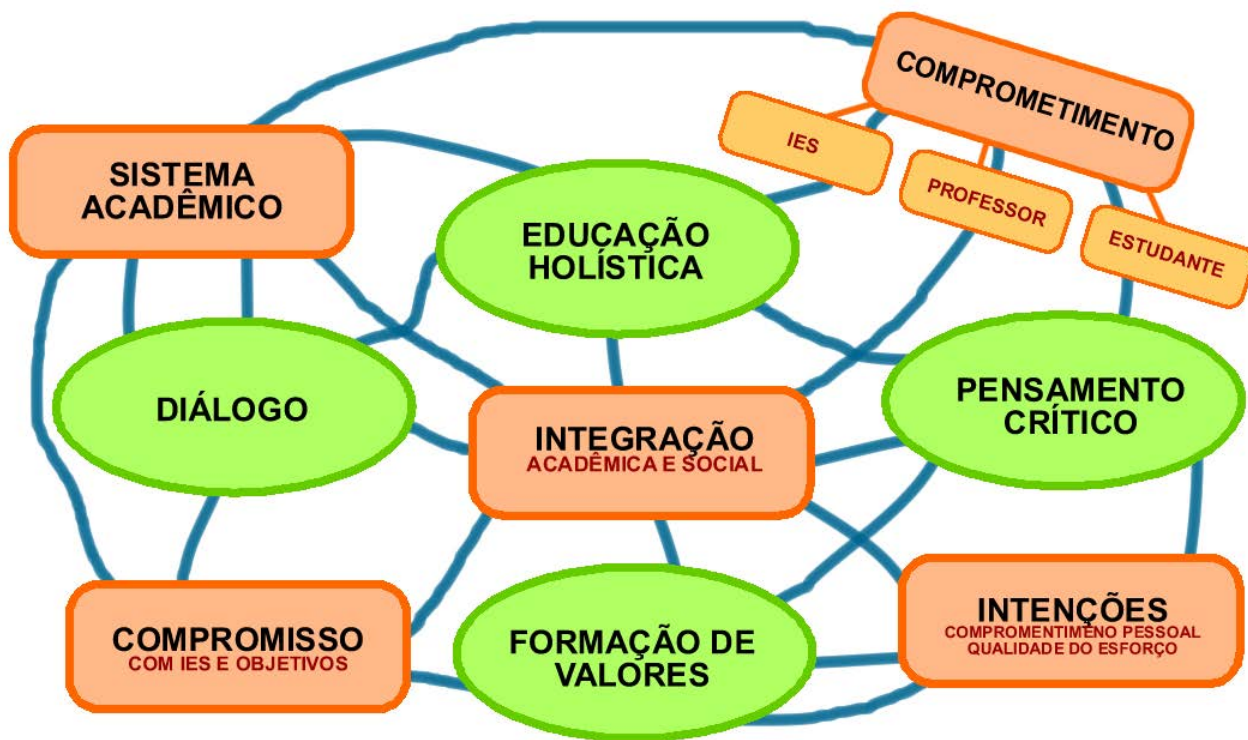 COMPROMETIMENTO
IES
PROFESSOR
ESTUDANTE
SISTEMA
ACADÊMICO
EDUCAÇÃO
HOLÍSTICA
DIÁLOGO
PENSAMENTO
CRÍTICO
INTEGRAÇÃO
ACADÊMICA E SOCIAL
COMPROMISSO
COM IES E OBJETIVOS
FORMAÇÃO DE
VALORES
INTENÇÕES
COMPROMENTIMENO PESSOAL
QUALIDADE DO ESFORÇO